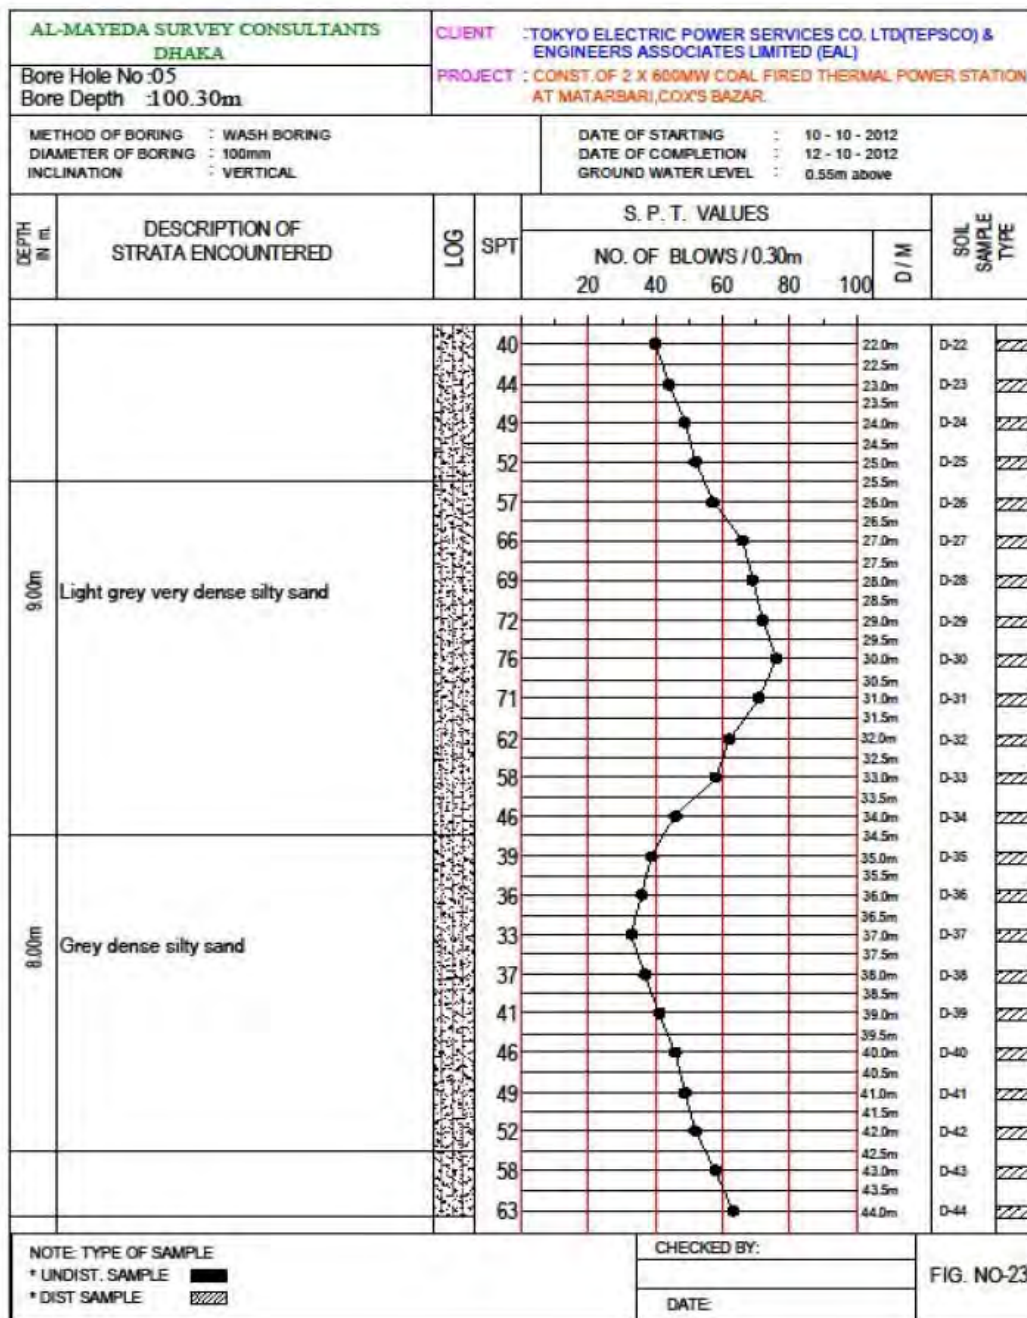 AL-MAYEDA SURVEY CONSULTANTS
DHAKA
Bore Hole No :05
Bore Depth :100.30m
CLIENT :TOKYO ELECTRIC POWER SERVICES CO. LTD(TEPSCO) &
ENGINEERS ASSOCIATES LIMITED (EAL)
PROJECT : CONST.OF 2 X 600MW COAL FIRED THERMAL POWER STATION
AT MATARBARI,COX'S BAZAR.
METHOD OF BORING : WASH BORING
DIAMETER OF BORING : 100mm
INCLINATION : VERTICAL
DATE OF STARTING : 10 - 10 - 2012
DATE OF COMPLETION : 12 - 10 - 2012
GROUND WATER LEVEL : 0.55m above
DEPTH
IN m.
DESCRIPTION OF
STRATA ENCOUNTERED
LOG
SPT
S. P. T. VALUES
NO. OF BLOWS / 0.30m
20 40 60 80 100
D / M
SOIL
SAMPLE
TYPE
40 22.0m D-22
22.5m
44 23.0m D-23
23.5m
49 24.0m D-24
24.5m
52 25.0m D-25
25.5m
57 26.0m D-26
26.5m
66 27.0m D-27
27.5m
9.00m Light grey very dense silty sand
69 28.0m D-28
28.5m
72 29.0m D-29
29.5m
76 30.0m D-30
30.5m
71 31.0m D-31
31.5m
62 32.0m D-32
32.5m
58 33.0m D-33
33.5m
46 34.0m D-34
34.5m
39 35.0m D-35
35.5m
36 36.0m D-36
36.5m
8.00m Grey dense silty sand
33 37.0m D-37
37.5m
37 38.0m D-38
38.5m
41 39.0m D-39
39.5m
46 40.0m D-40
40.5m
49 41.0m D-41
41.5m
52 42.0m D-42
42.5m
58 43.0m D-43
43.5m
63 44.0m D-44
NOTE: TYPE OF SAMPLE
* UNDIST. SAMPLE
* DIST SAMPLE
CHECKED BY:
DATE:
FIG. NO-23